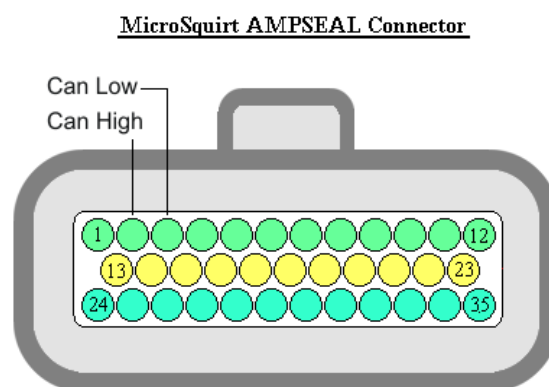 MicroSquirt AMPSEAL Connector
Can Low
Can High
1 12
13 23
24 35